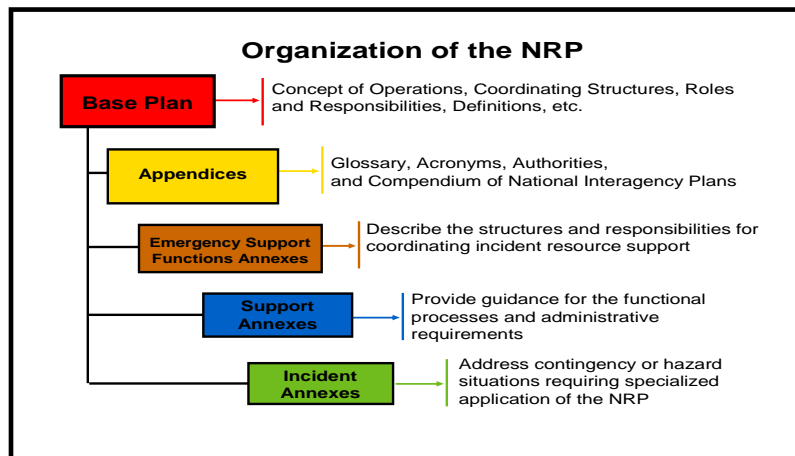 Organization of the NRP
Base Plan
Concept of Operations, Coordinating Structures, Roles
and Responsibilities, Definitions, etc.
Appendices
Glossary, Acronyms, Authorities,
and Compendium of National Interagency Plans
Emergency Support
Functions Annexes
Describe the structures and responsibilities for
coordinating incident resource support
Support
Annexes
Provide guidance for the functional
processes and administrative
requirements
Incident
Annexes
Address contingency or hazard
situations requiring specialized
application of the NRP